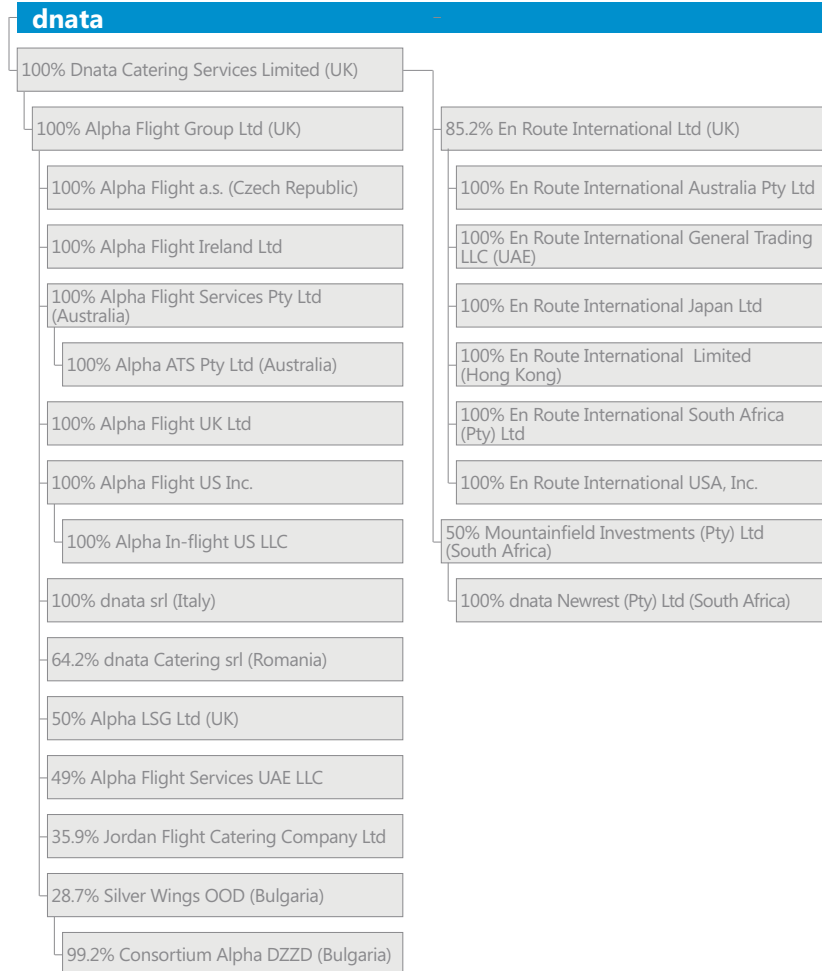 dnata
100% Dnata Catering Services Limited (UK)
100% Alpha Flight Group Ltd (UK)
100% Alpha Flight a.s. (Czech Republic)
100% Alpha Flight Ireland Ltd
100% Alpha Flight Services Pty Ltd
(Australia)
100% Alpha ATS Pty Ltd (Australia)
100% Alpha Flight UK Ltd
100% Alpha Flight US Inc.
100% Alpha In-flight US LLC
100% dnata srl (Italy)
64.2% dnata Catering srl (Romania)
50% Alpha LSG Ltd (UK)
49% Alpha Flight Services UAE LLC
35.9% Jordan Flight Catering Company Ltd
28.7% Silver Wings OOD (Bulgaria)
99.2% Consortium Alpha DZZD (Bulgaria)
85.2% En Route International Ltd (UK)
100% En Route International Australia Pty Ltd
100% En Route International General Trading
LLC (UAE)
100% En Route International Japan Ltd
100% En Route International Limited
(Hong Kong)
100% En Route International South Africa
(Pty) Ltd
100% En Route International USA, Inc.
50% Mountainfield Investments (Pty) Ltd
(South Africa)
100% dnata Newrest (Pty) Ltd (South Africa)